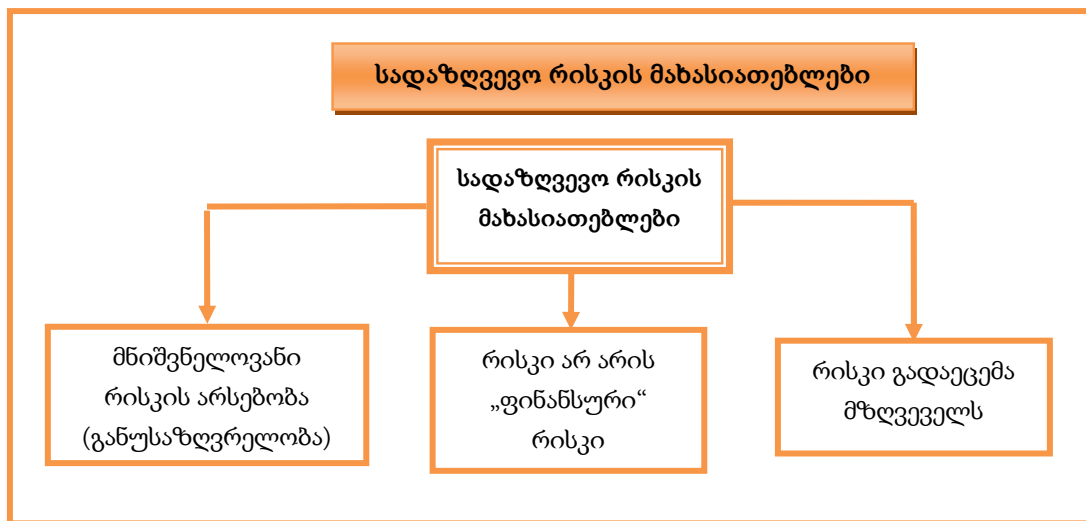 სადაზღვევო რისკის მახასიათებლები
სადაზღვევო რისკის
მახასიათებლები
მნიშვნელოვანი
რისკის არსებობა
(განუსაზღვრელობა)
რისკი არ არის
„ფინანსური“
რისკი
რისკი გადაეცემა
მზღვეველს